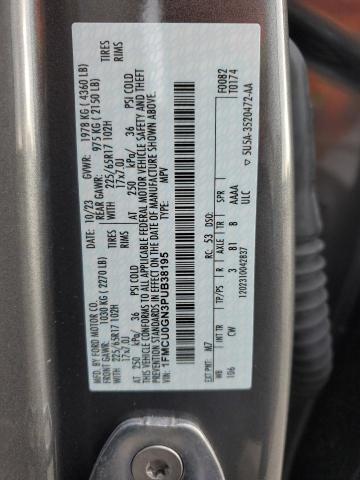 MFD. BY FORD MOTOR CO.
DATE: 10/23 GVWR: 1978 KG (4360 LB)
FRONT GAWR: 1030 KG (2270 LB) REAR GAWR: 975 KG (2150 LB)
225/65R17 102H TIRES 225/65R17 102H TIRES
17x7.0J RIMS 17x7.0J RIMS
AT 250 kPa/ 36 PSI COLD AT 250 kPa/ 36 PSI COLD
THIS VEHICLE CONFORMS TO ALL APPLICABLE FEDERAL MOTOR VEHICLE SAFETY AND THEFT
PREVENTION STANDARDS IN EFFECT ON THE DATE OF MANUFACTURE SHOWN ABOVE.
VIN: 1FMCU0GN3PUB38195 TYPE: MPV
F0082
T0174
EXT PNT: M7 RC: 53 DSO:
WB INT TR TP/PS R AXLE TR SPR
106 CW 3 B1 B AAAA
ULC
1202310042837
5U5A-3520472-AA